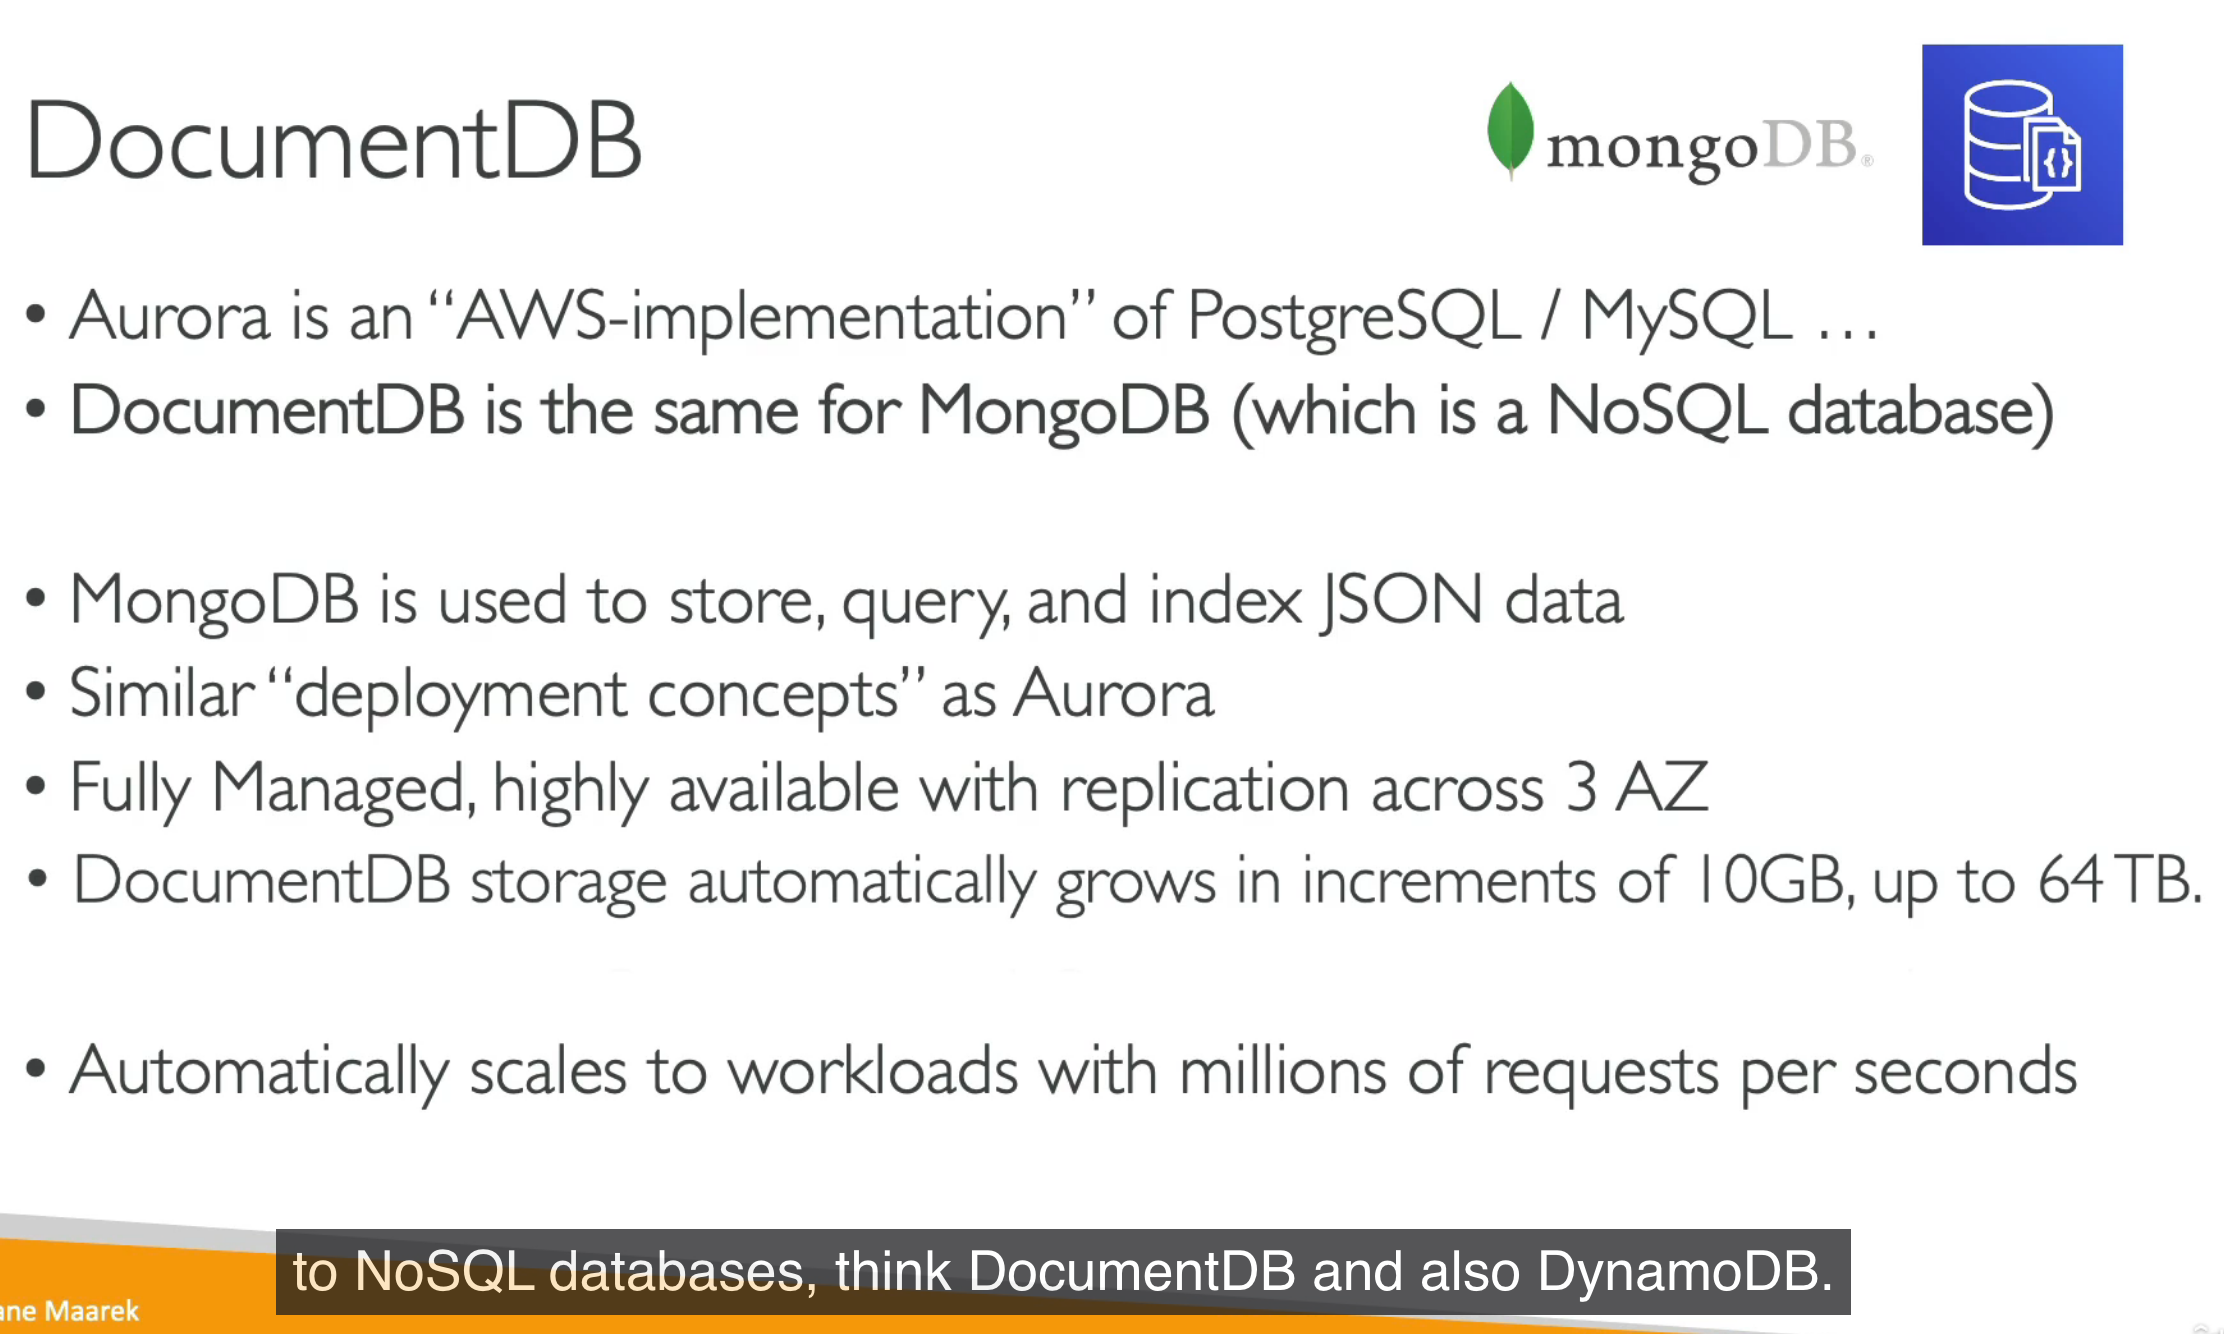 DocumentDB
mongoDB®
{}
• Aurora is an “AWS-implementation” of PostgreSQL / MySQL …
• DocumentDB is the same for MongoDB (which is a NoSQL database)
• MongoDB is used to store, query, and index JSON data
• Similar “deployment concepts” as Aurora
• Fully Managed, highly available with replication across 3 AZ
• DocumentDB storage automatically grows in increments of 10GB, up to 64 TB.
• Automatically scales to workloads with millions of requests per seconds
to NoSQL databases, think DocumentDB and also DynamoDB.
ane Maarek